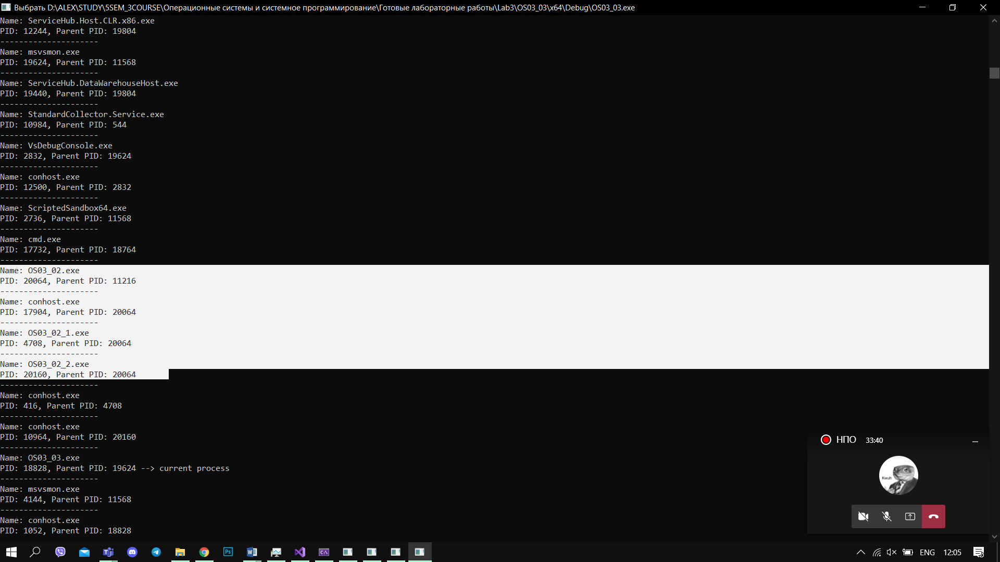 Выбрать D:\ALEX\STUDY\5SEM_3COURSE\Операционные системы и системное программирование\Готовые лабораторные работы\Lab3\OS03_03\x64\Debug\OS03_03.exe
Name: ServiceHub.Host.CLR.x86.exe
PID: 12244, Parent PID: 19804
---------------------
Name: msvsmon.exe
PID: 19624, Parent PID: 11568
---------------------
Name: ServiceHub.DataWarehouseHost.exe
PID: 19440, Parent PID: 19804
---------------------
Name: StandardCollector.Service.exe
PID: 10984, Parent PID: 544
---------------------
Name: VsDebugConsole.exe
PID: 2832, Parent PID: 19624
---------------------
Name: conhost.exe
PID: 12500, Parent PID: 2832
---------------------
Name: ScriptedSandbox64.exe
PID: 2736, Parent PID: 11568
---------------------
Name: cmd.exe
PID: 17732, Parent PID: 18764
---------------------
Name: OS03_02.exe
PID: 20064, Parent PID: 11216
---------------------
Name: conhost.exe
PID: 17904, Parent PID: 20064
---------------------
Name: OS03_02_1.exe
PID: 4708, Parent PID: 20064
---------------------
Name: OS03_02_2.exe
PID: 20160, Parent PID: 20064
---------------------
Name: conhost.exe
PID: 416, Parent PID: 4708
---------------------
Name: conhost.exe
PID: 10964, Parent PID: 20160
---------------------
Name: OS03_03.exe
PID: 18828, Parent PID: 19624 --> current process
---------------------
Name: msvsmon.exe
PID: 4144, Parent PID: 11568
---------------------
Name: conhost.exe
PID: 1052, Parent PID: 18828
НПО 33:40
Kwuh
Ps
C:\
ENG 12:05